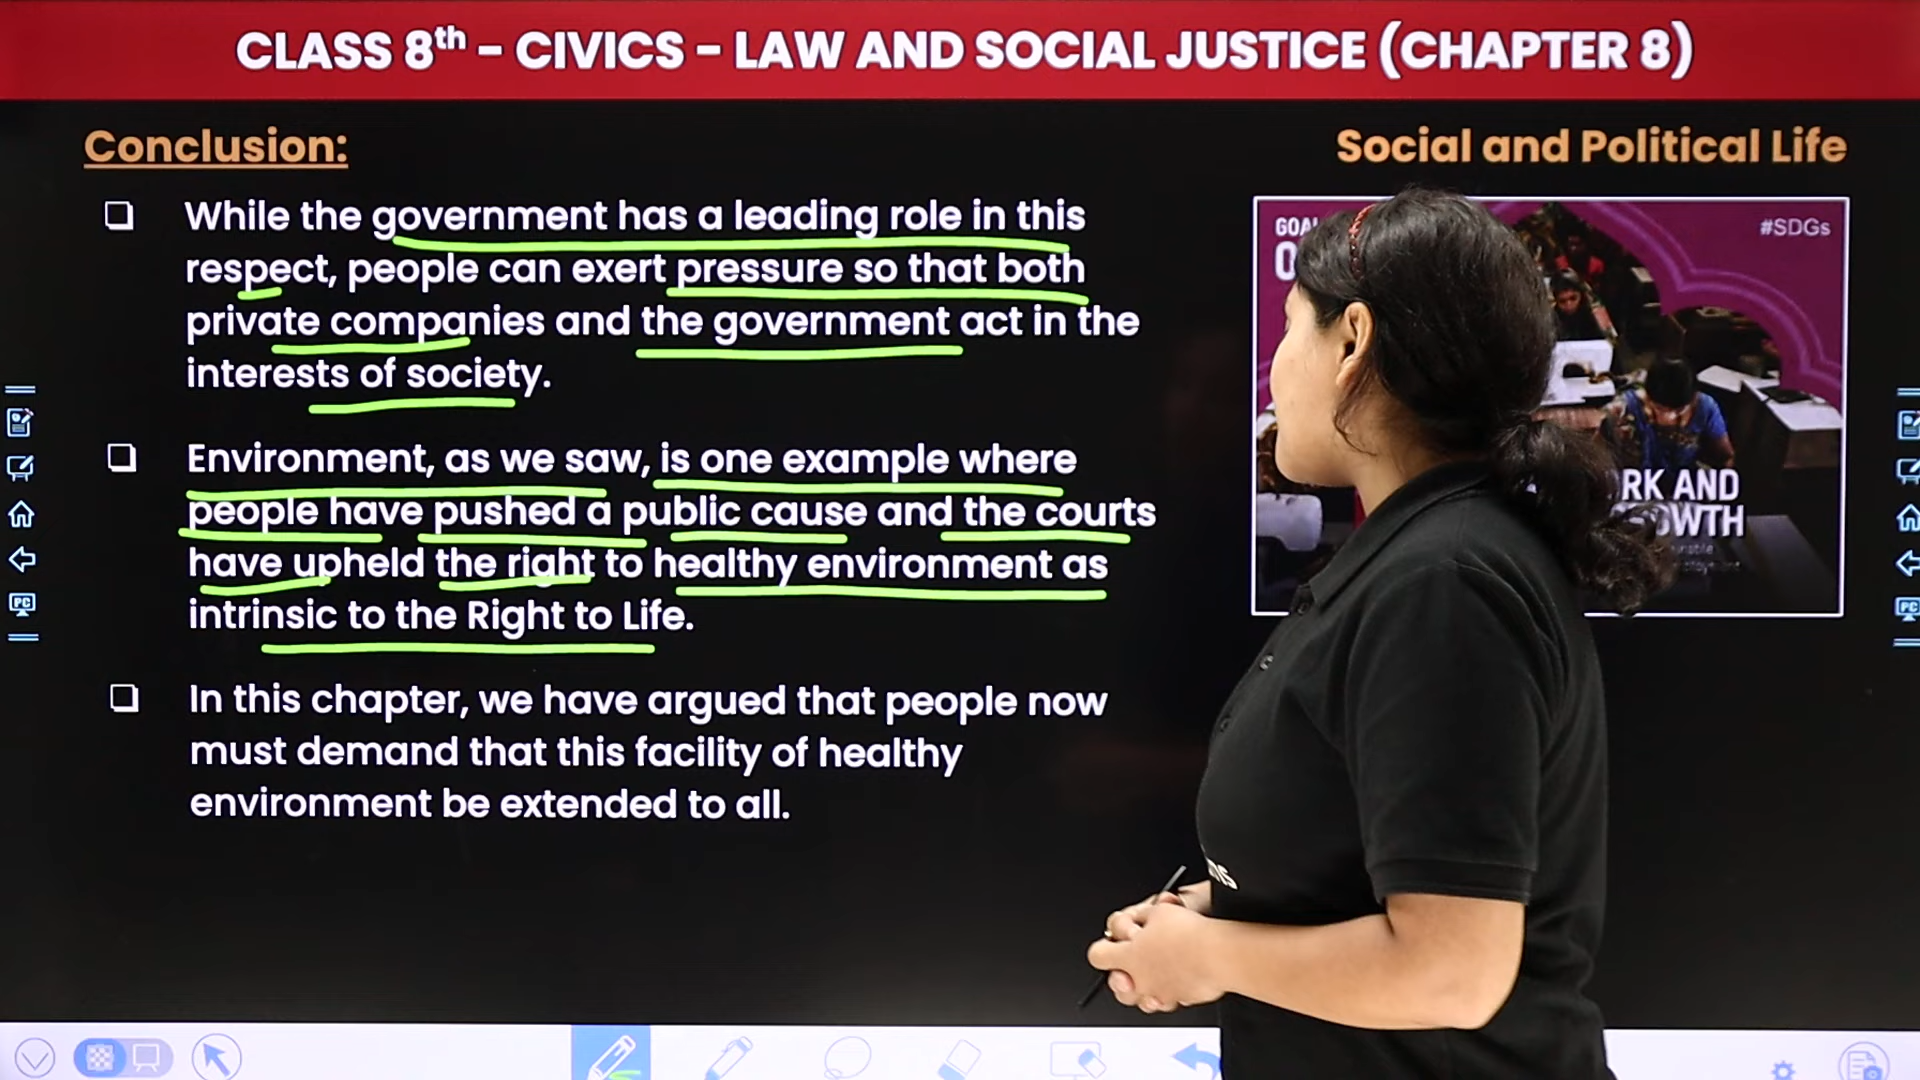 CLASS 8th - CIVICS - LAW AND SOCIAL JUSTICE (CHAPTER 8)
Conclusion:
Social and Political Life
While the government has a leading role in this
respect, people can exert pressure so that both
private companies and the government act in the
interests of society.
Environment, as we saw, is one example where
people have pushed a public cause and the courts
have upheld the right to healthy environment as
intrinsic to the Right to Life.
In this chapter, we have argued that people now
must demand that this facility of healthy
environment be extended to all.
#SDGs
AND
PC
PC